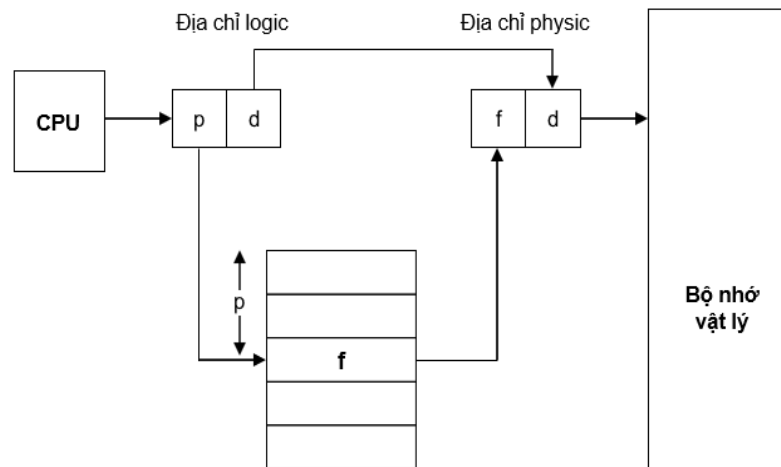 Địa chỉ logic
Địa chỉ physic
CPU
p
d
f
d
p
f
Bộ nhớ
vật lý